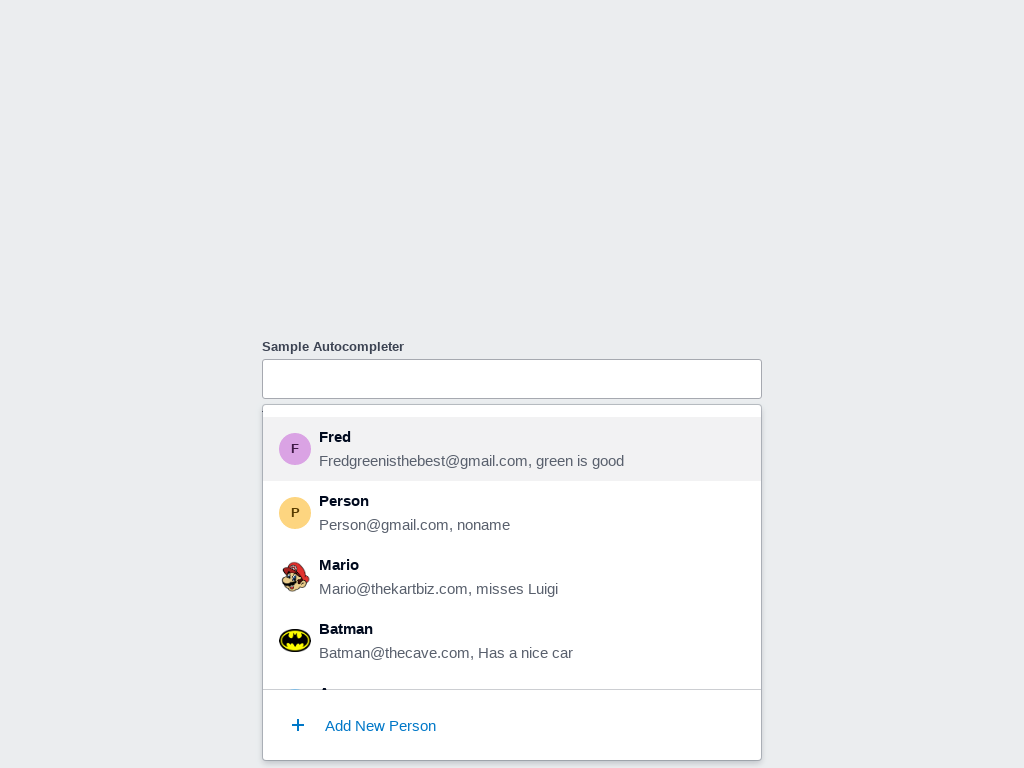 Sample Autocompleter
F
Fred
Fredgreenisthebest@gmail.com, green is good
P
Person
Person@gmail.com, noname
Mario
Mario@thekartbiz.com, misses Luigi
Batman
Batman@thecave.com, Has a nice car
Add New Person